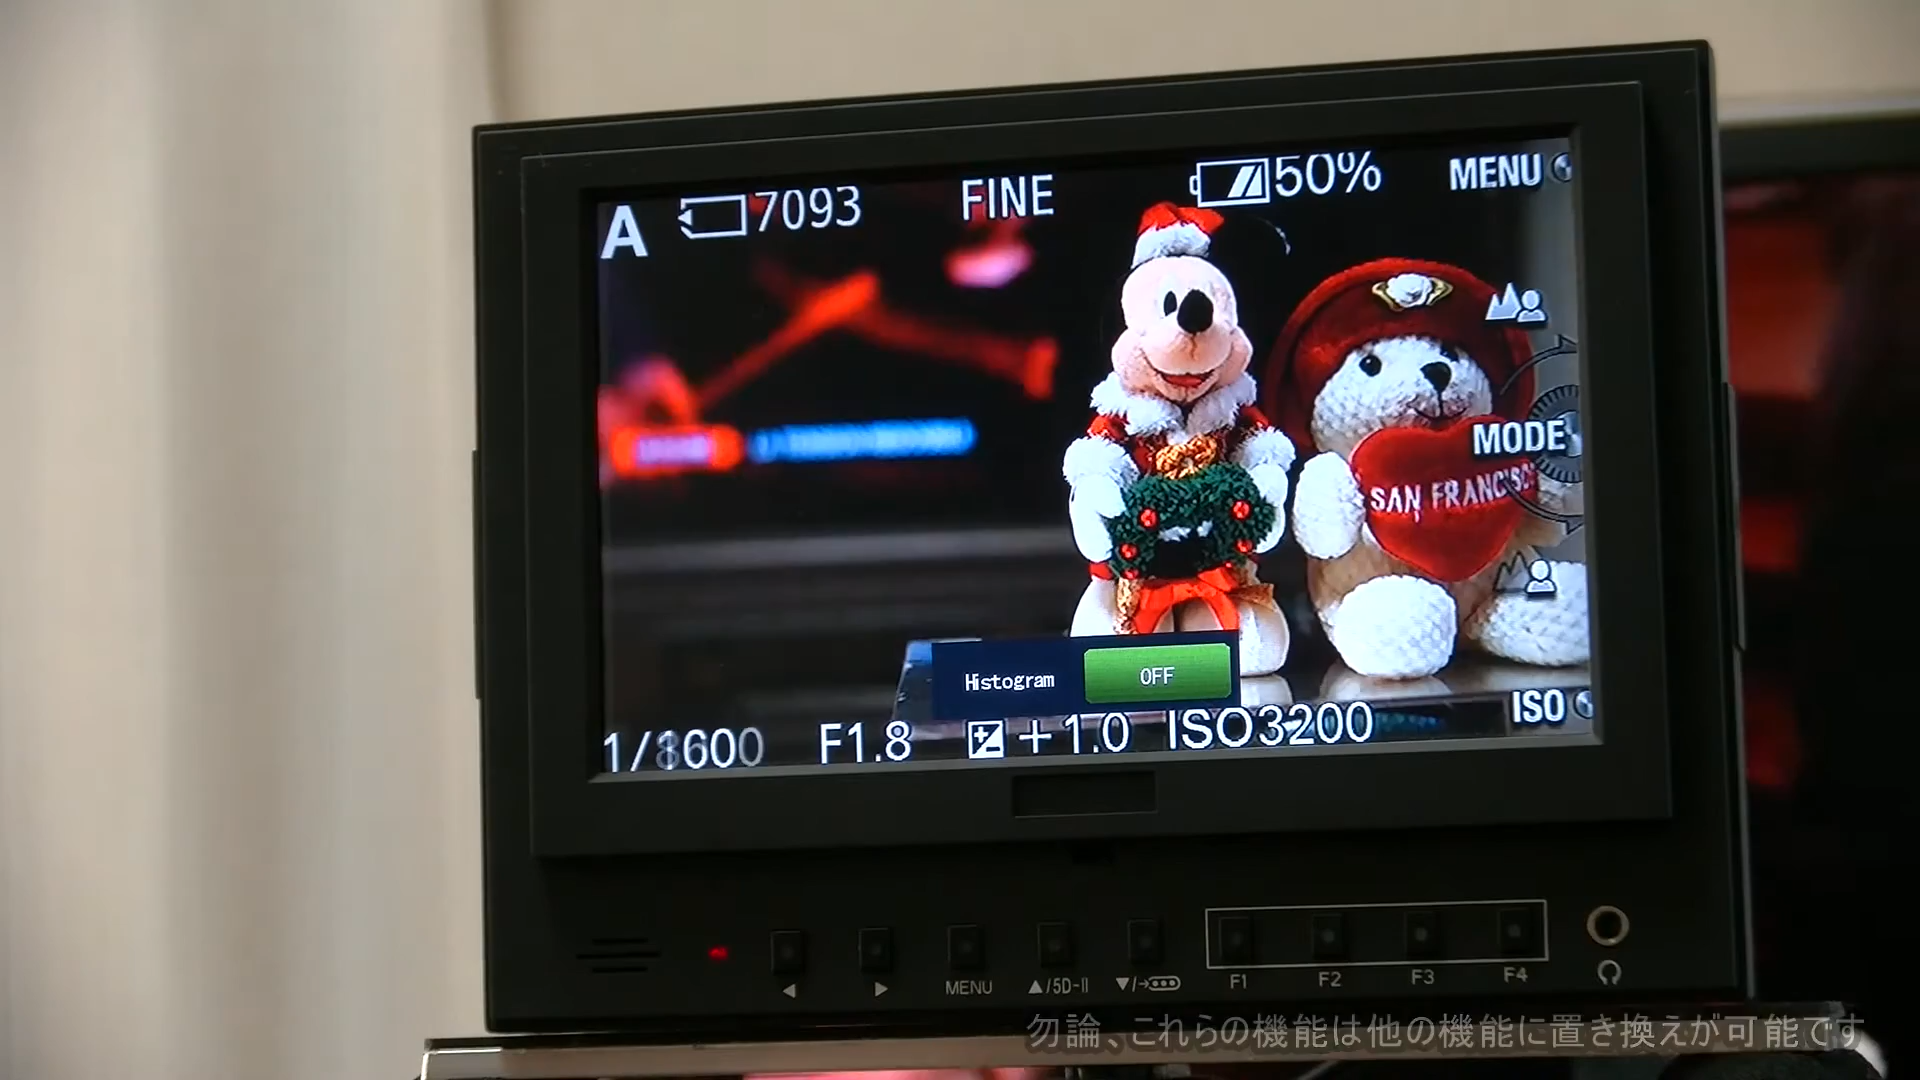 A 7093 FINE 50% MENU
MODE
SAN FRANCISCO
Histogram OFF
F1.8 +1.0 ISO3200 ISO
MENU ▲/5D-II ▼/→ F1 F2 F3 F4
勿論、これらの機能は他の機能に置き換えが可能です